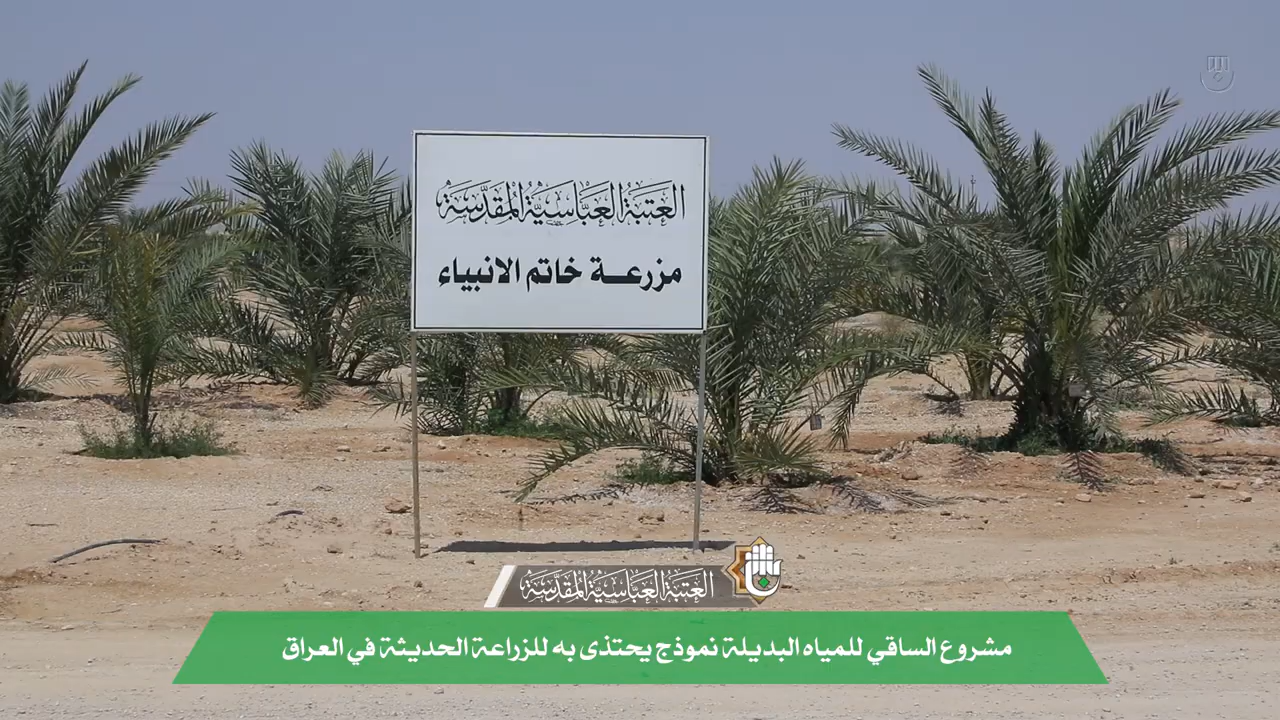 العتبة العباسية المقدسة
مزرعة خاتم الانبياء
العتبة العباسية المقدسة
مشروع الساقي للمياه البديلة نموذج يحتذى به للزراعة الحديثة في العراق